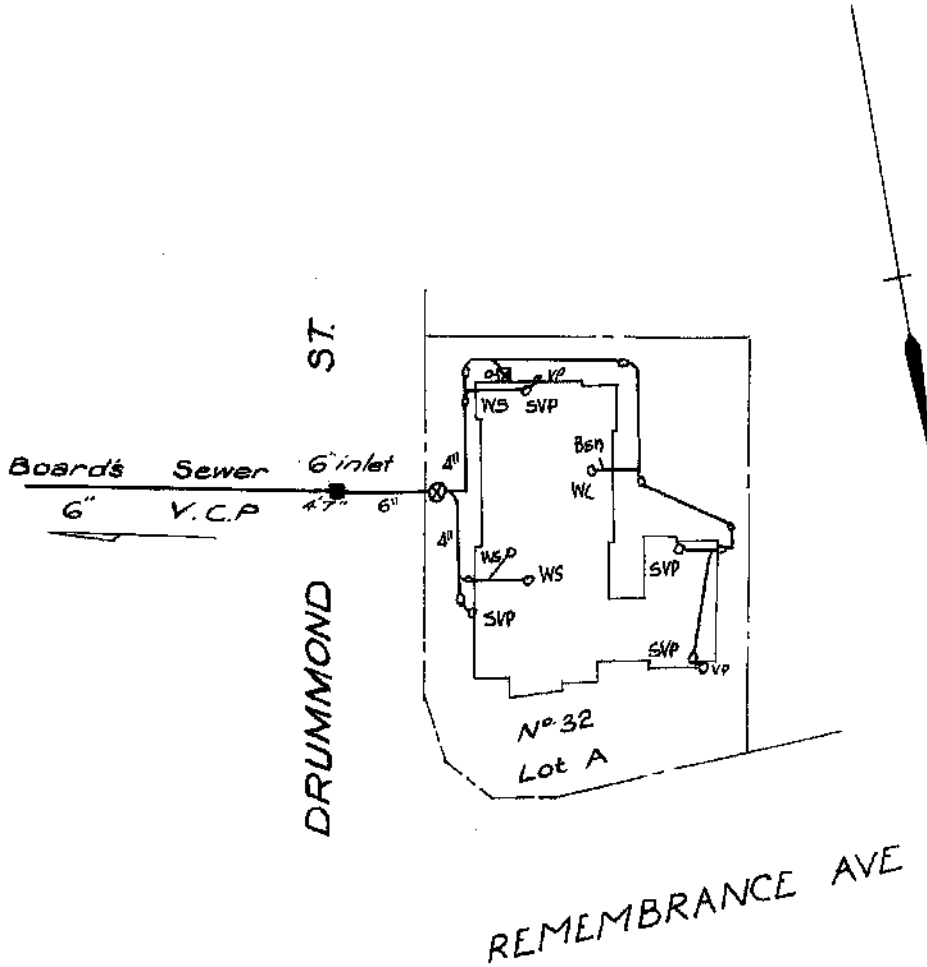 DRUMMOND ST.
Board's Sewer 6" inlet
6" V.C.P 4'7" 6"
4"
4"
WS SVP VP
Bsn
WC
WS
SVP
SVP
SVP
VP
Nº 32
Lot A
REMEMBRANCE AVE